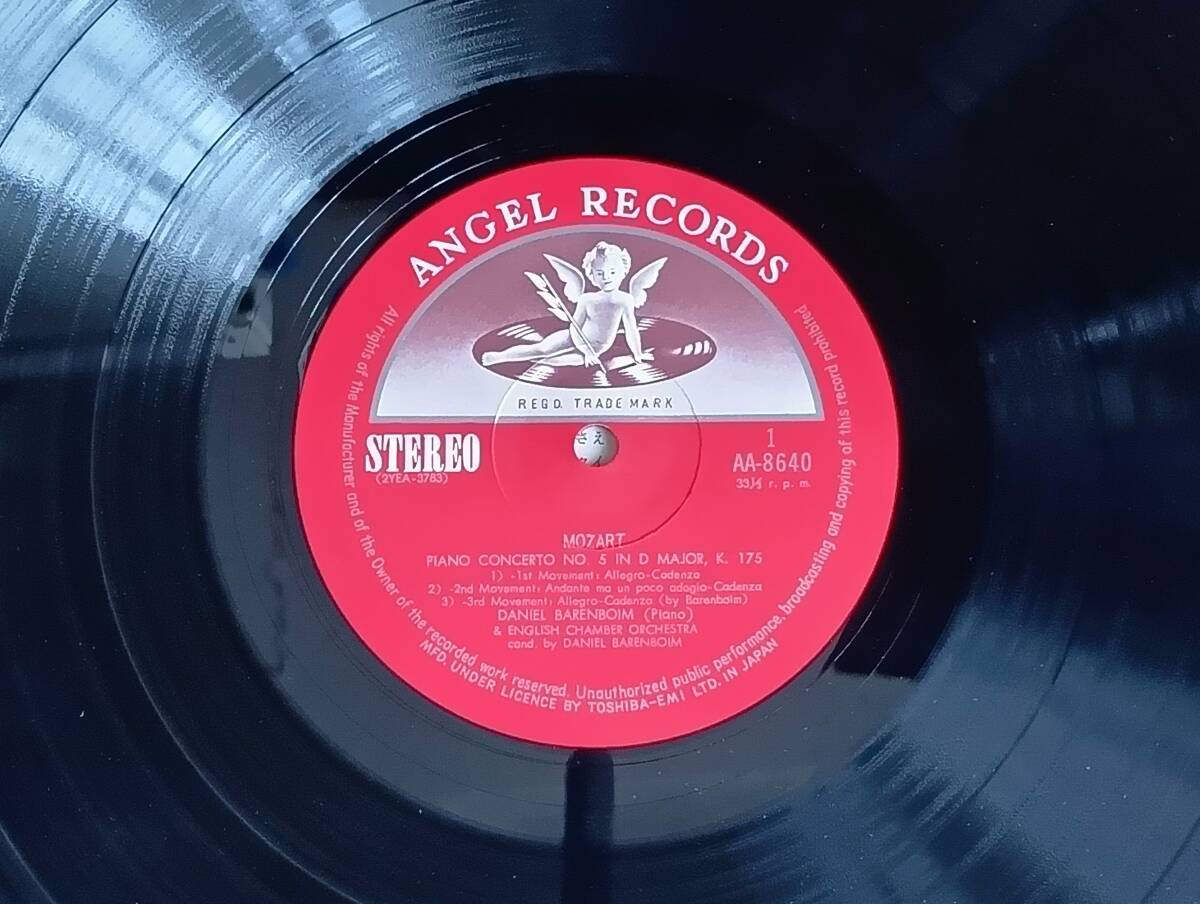 ANGEL RECORDS
REGD. TRADE MARK
STEREO
(2YEA-3783)
1
AA-8640
33⅓ r. p. m.
さえ
MOZART
PIANO CONCERTO NO. 5 IN D MAJOR, K. 175
1) -1st Movement: Allegro-Cadenza
2) -2nd Movement: Andante ma un poco adagio-Cadenza
3) -3rd Movement: Allegro-Cadenza (by Barenboim)
DANIEL BARENBOIM (Piano)
& ENGLISH CHAMBER ORCHESTRA
cond. by DANIEL BARENBOIM
All rights of the Manufacturer and of the Owner of the recorded work reserved. Unauthorized public performance, broadcasting and copying of this record prohibited
MFD. UNDER LICENCE BY TOSHIBA-EMI LTD. IN JAPAN